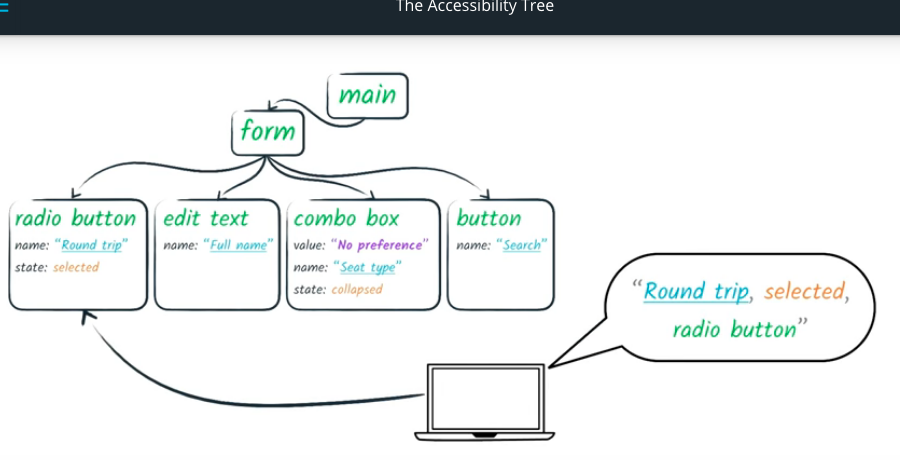 The Accessibility Tree
main
form
radio button
name: "Round trip"
state: selected
edit text
name: "Full name"
combo box
value: "No preference"
name: "Seat type"
state: collapsed
button
name: "Search"
"Round trip, selected,
radio button"